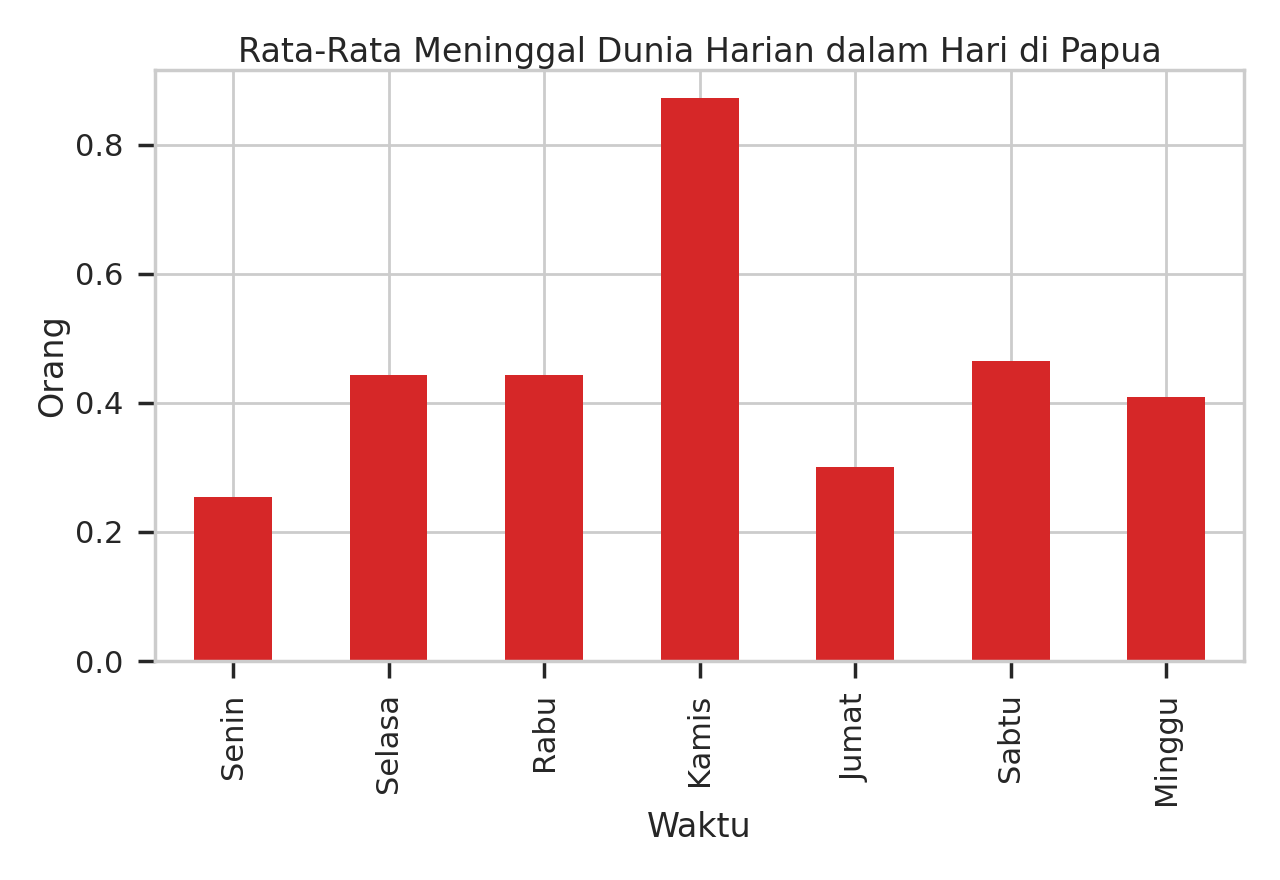 Rata-Rata Meninggal Dunia Harian dalam Hari di Papua
Orang
0.8
0.6
0.4
0.2
0.0
Senin
Selasa
Rabu
Kamis
Jumat
Sabtu
Minggu
Waktu